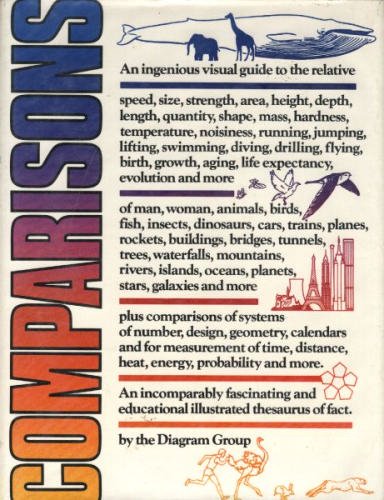 COMPARISONS
An ingenious visual guide to the relative
speed, size, strength, area, height, depth,
length, quantity, shape, mass, hardness,
temperature, noisiness, running, jumping,
lifting, swimming, diving, drilling, flying,
birth, growth, aging, life expectancy,
evolution and more
of man, woman, animals, birds,
fish, insects, dinosaurs, cars, trains, planes,
rockets, buildings, bridges, tunnels,
trees, waterfalls, mountains,
rivers, islands, oceans, planets,
stars, galaxies and more
plus comparisons of systems
of number, design, geometry, calendars
and for measurement of time, distance,
heat, energy, probability and more.
An incomparably fascinating and
educational illustrated thesaurus of fact.
by the Diagram Group